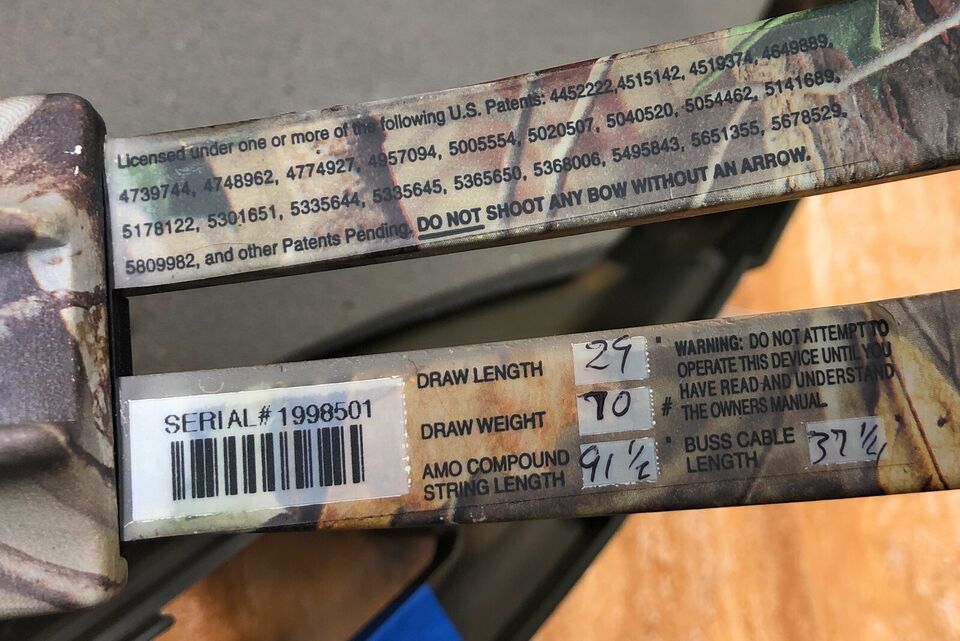 Licensed under one or more of the following U.S. Patents: 4452222,4515142, 4519374, 4649889,
4739744, 4748962, 4774927, 4957094, 5005554, 5020507, 5040520, 5054462, 5141689,
5178122, 5301651, 5335644, 5335645, 5365650, 5368006, 5495843, 5651355, 5678529,
5809982, and other Patents Pending. DO NOT SHOOT ANY BOW WITHOUT AN ARROW.
SERIAL# 1998501
DRAW LENGTH 29 "
DRAW WEIGHT 70 #
AMO COMPOUND
STRING LENGTH 91 1/2 "
WARNING: DO NOT ATTEMPT TO
OPERATE THIS DEVICE UNTIL YOU
HAVE READ AND UNDERSTAND
THE OWNERS MANUAL.
BUSS CABLE
LENGTH 37 1/2 "